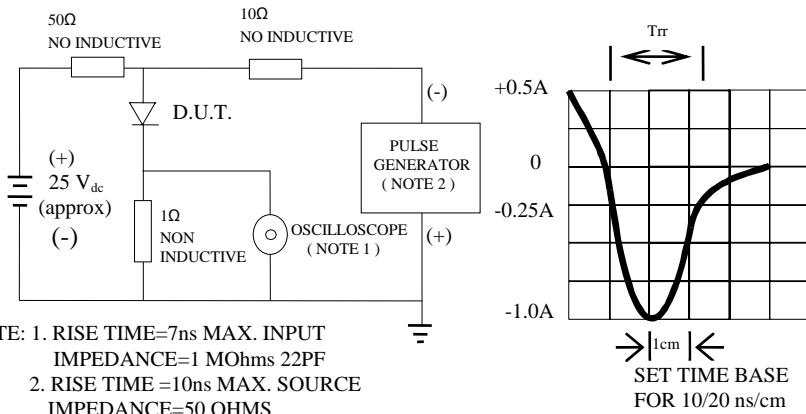 50Ω
NO INDUCTIVE
10Ω
NO INDUCTIVE
D.U.T.
(+)
25 Vdc
(approx)
(-)
1Ω
NON
INDUCTIVE
OSCILLOSCOPE
( NOTE 1 )
(-)
PULSE
GENERATOR
( NOTE 2 )
(+)
TE: 1. RISE TIME=7ns MAX. INPUT
IMPEDANCE=1 MOhms 22PF
2. RISE TIME =10ns MAX. SOURCE
IMPEDANCE=50 OHMS
Trr
+0.5A
0
-0.25A
-1.0A
1cm
SET TIME BASE
FOR 10/20 ns/cm